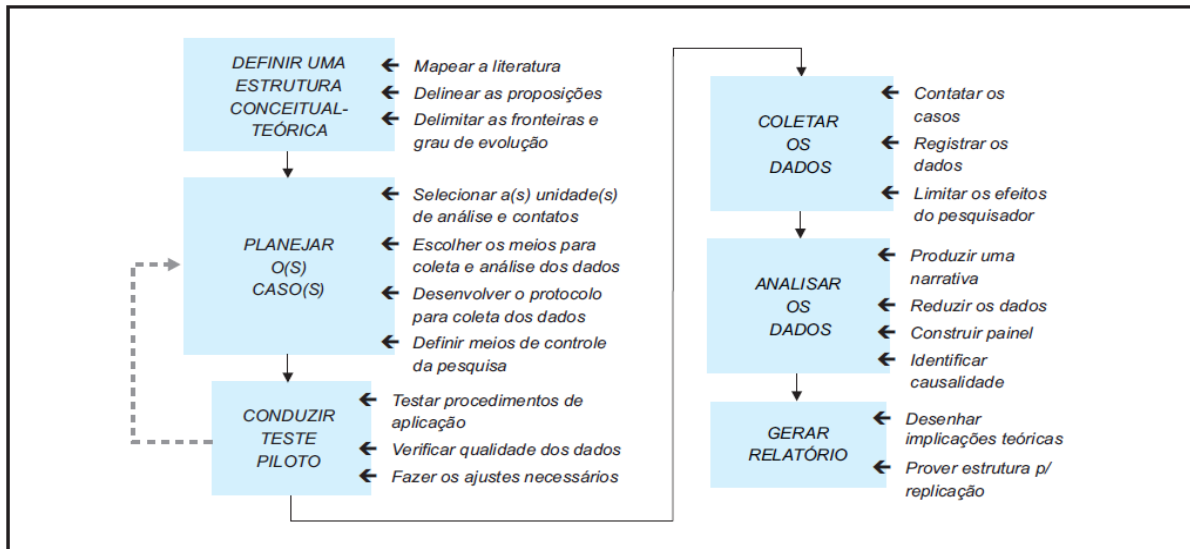 DEFINIR UMA
ESTRUTURA
CONCEITUAL-
TEÓRICA
Mapear a literatura
Delinear as proposições
Delimitar as fronteiras e
grau de evolução
PLANEJAR
O(S)
CASO(S)
Selecionar a(s) unidade(s)
de análise e contatos
Escolher os meios para
coleta e análise dos dados
Desenvolver o protocolo
para coleta dos dados
Definir meios de controle
da pesquisa
CONDUZIR
TESTE
PILOTO
Testar procedimentos de
aplicação
Verificar qualidade dos dados
Fazer os ajustes necessários
COLETAR
OS
DADOS
Contatar os
casos
Registrar os
dados
Limitar os efeitos
do pesquisador
ANALISAR
OS
DADOS
Produzir uma
narrativa
Reduzir os dados
Construir painel
Identificar
causalidade
GERAR
RELATÓRIO
Desenhar
implicações teóricas
Prover estrutura p/
replicação